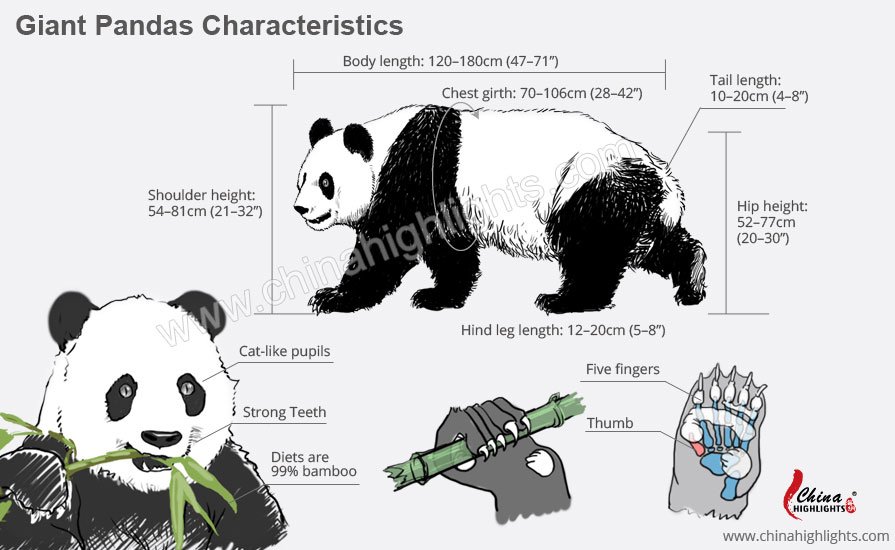 Giant Pandas Characteristics
Body length: 120–180cm (47–71”)
Chest girth: 70–106cm (28–42”)
Tail length:
10–20cm (4–8”)
Shoulder height:
54–81cm (21–32”)
Hip height:
52–77cm
(20–30”)
www.chinahighlights.com
Hind leg length: 12–20cm (5–8”)
Cat-like pupils
Strong Teeth
Diets are
99% bamboo
Five fingers
Thumb
China
HIGHLIGHTS®
www.chinahighlights.com